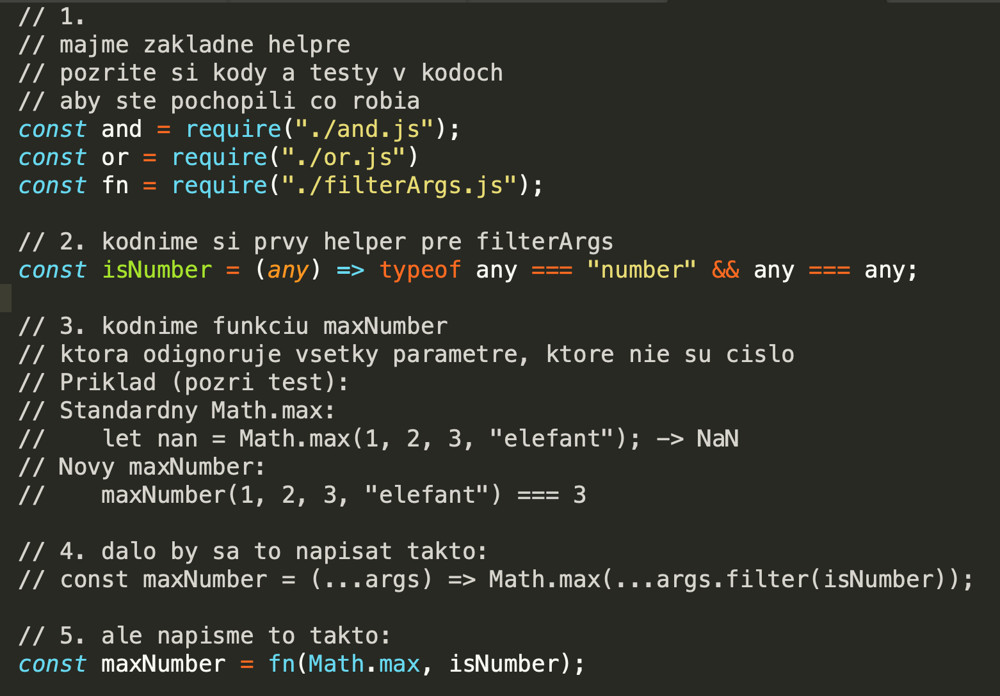 // 1.
// majme zakladne helpre
// pozrite si kody a testy v kodoch
// aby ste pochopili co robia
const and = require("./and.js");
const or = require("./or.js")
const fn = require("./filterArgs.js");
// 2. kodnime si prvy helper pre filterArgs
const isNumber = (any) => typeof any === "number" && any === any;
// 3. kodnime funkciu maxNumber
// ktora odignoruje vsetky parametre, ktore nie su cislo
// Priklad (pozri test):
// Standardny Math.max:
//    let nan = Math.max(1, 2, 3, "elefant"); -> NaN
// Novy maxNumber:
//    maxNumber(1, 2, 3, "elefant") === 3
// 4. dalo by sa to napisat takto:
// const maxNumber = (...args) => Math.max(...args.filter(isNumber));
// 5. ale napisme to takto:
const maxNumber = fn(Math.max, isNumber);